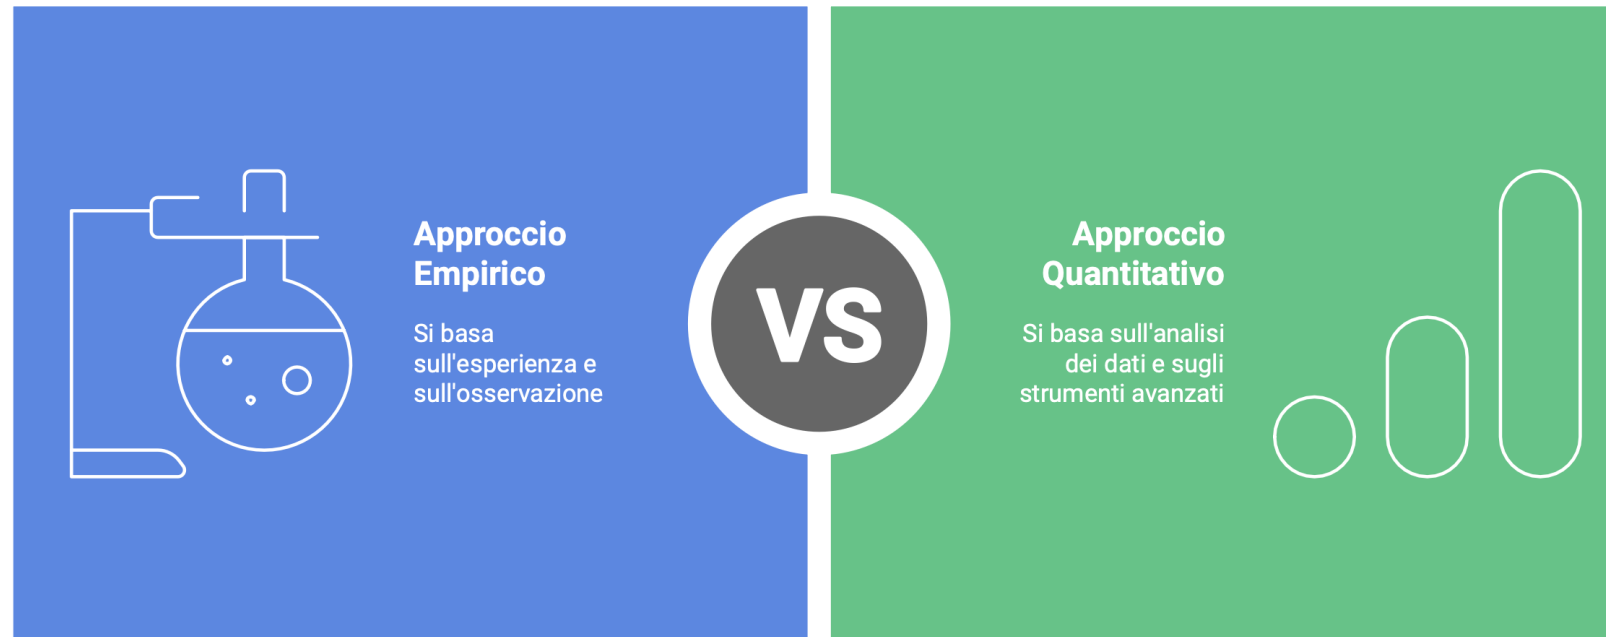 Approccio
Empirico
Si basa
sull'esperienza e
sull'osservazione
VS
Approccio
Quantitativo
Si basa sull'analisi
dei dati e sugli
strumenti avanzati